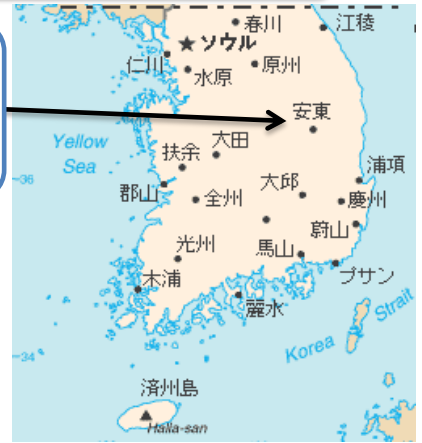 春川
江稜
ソウル
仁川
水原
原州
安東
Yellow
Sea
扶余
大田
浦項
36
郡山
全州
大邱
慶州
蔚山
光州
馬山
木浦
プサン
麗水
Korea Strait
34
済州島
Halla-san